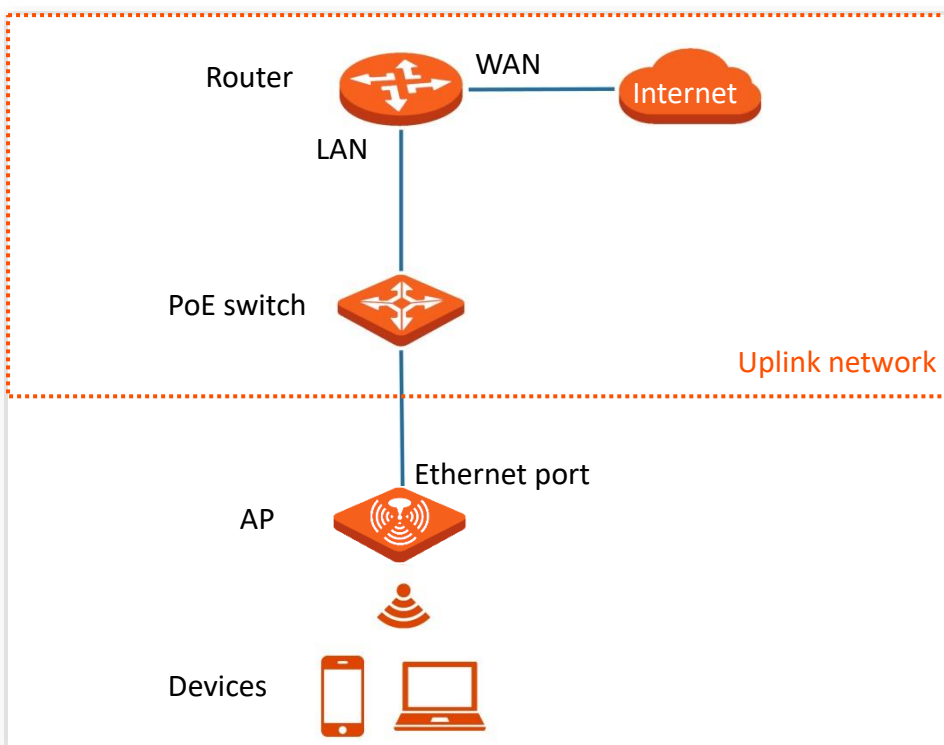 Router
WAN
Internet
LAN
PoE switch
Uplink network
Ethernet port
AP
Devices